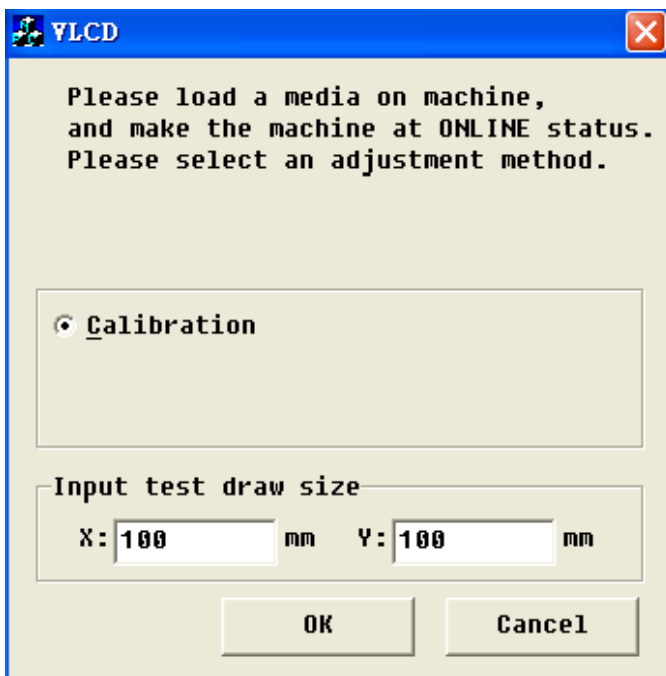 VLCD
Please load a media on machine,
and make the machine at ONLINE status.
Please select an adjustment method.
Calibration
Input test draw size
X: 100 mm Y: 100 mm
OK Cancel